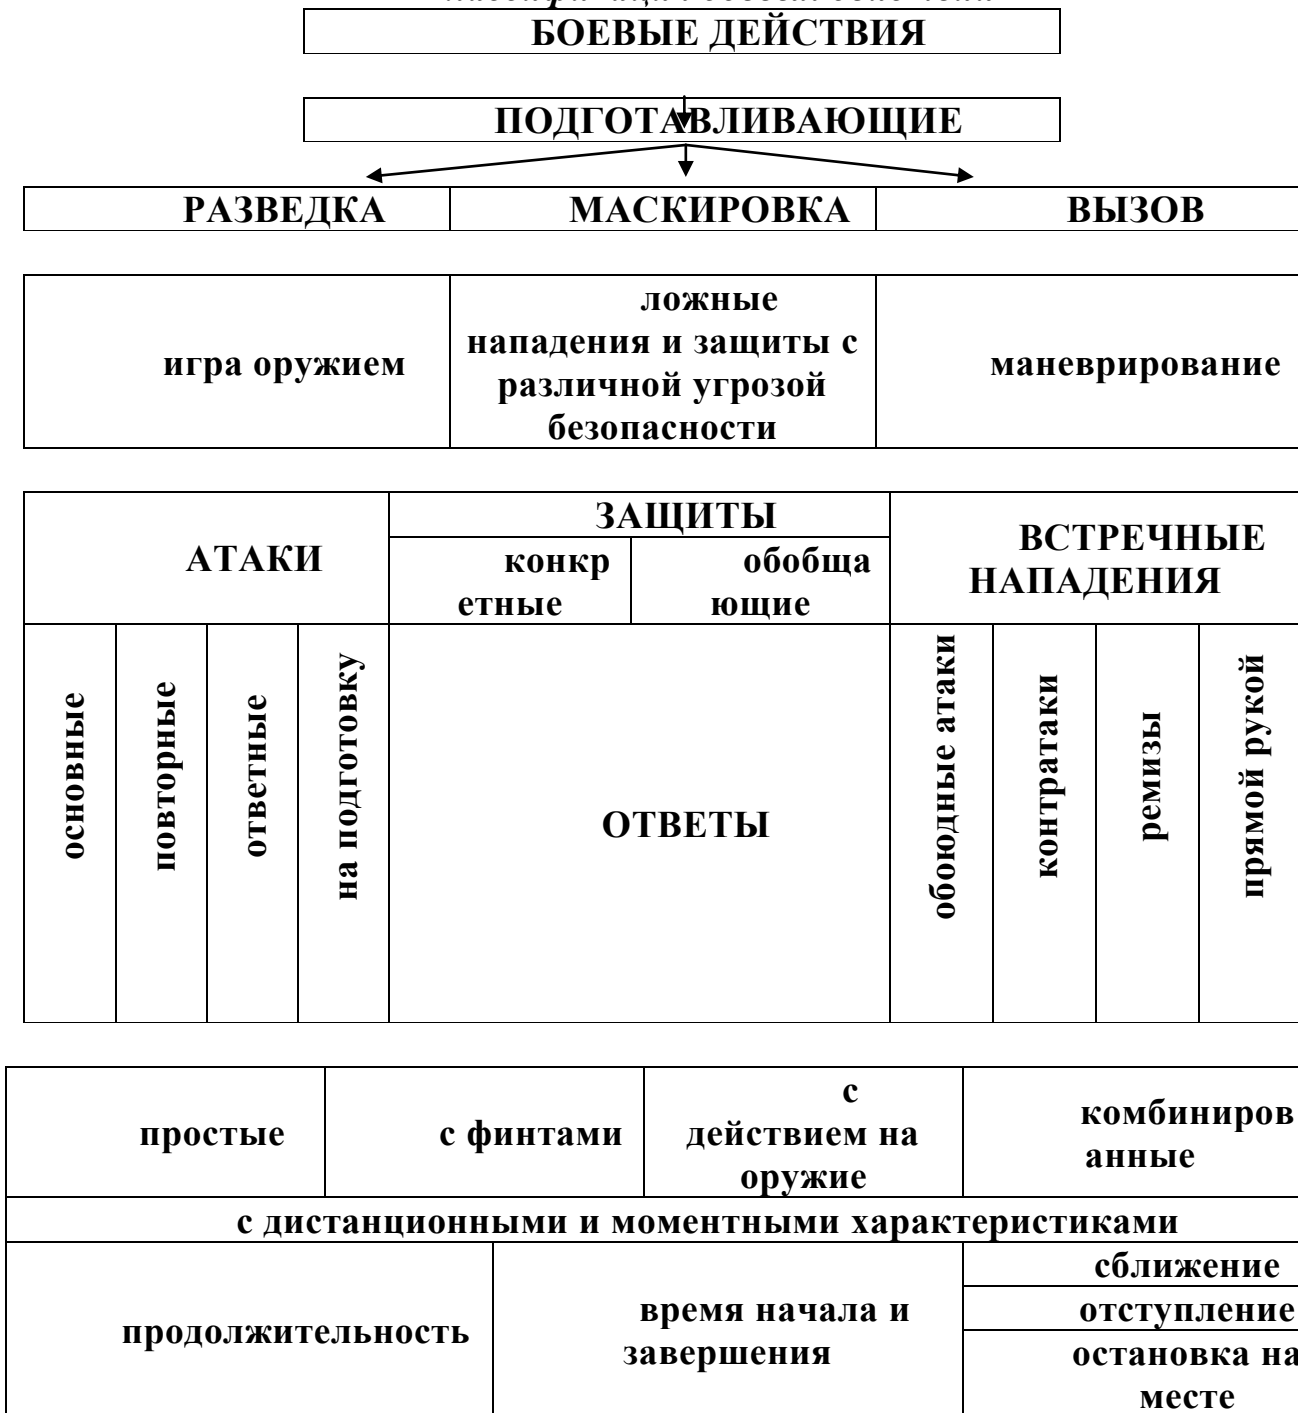 БОЕВЫЕ ДЕЙСТВИЯ
ПОДГОТАВЛИВАЮЩИЕ
РАЗВЕДКА
МАСКИРОВКА
ВЫЗОВ
игра оружием
ложные
нападения и защиты с
различной угрозой
безопасности
маневрирование
АТАКИ
ЗАЩИТЫ
конкр
етные
обобща
ющие
ВСТРЕЧНЫЕ
НАПАДЕНИЯ
основные
повторные
ответные
на подготовку
ОТВЕТЫ
обоюдные атаки
контратаки
ремизы
прямой рукой
простые
с финтами
с
действием на
оружие
комбиниров
анные
с дистанционными и моментными характеристиками
продолжительность
время начала и
завершения
сближение
отступление
остановка на
месте